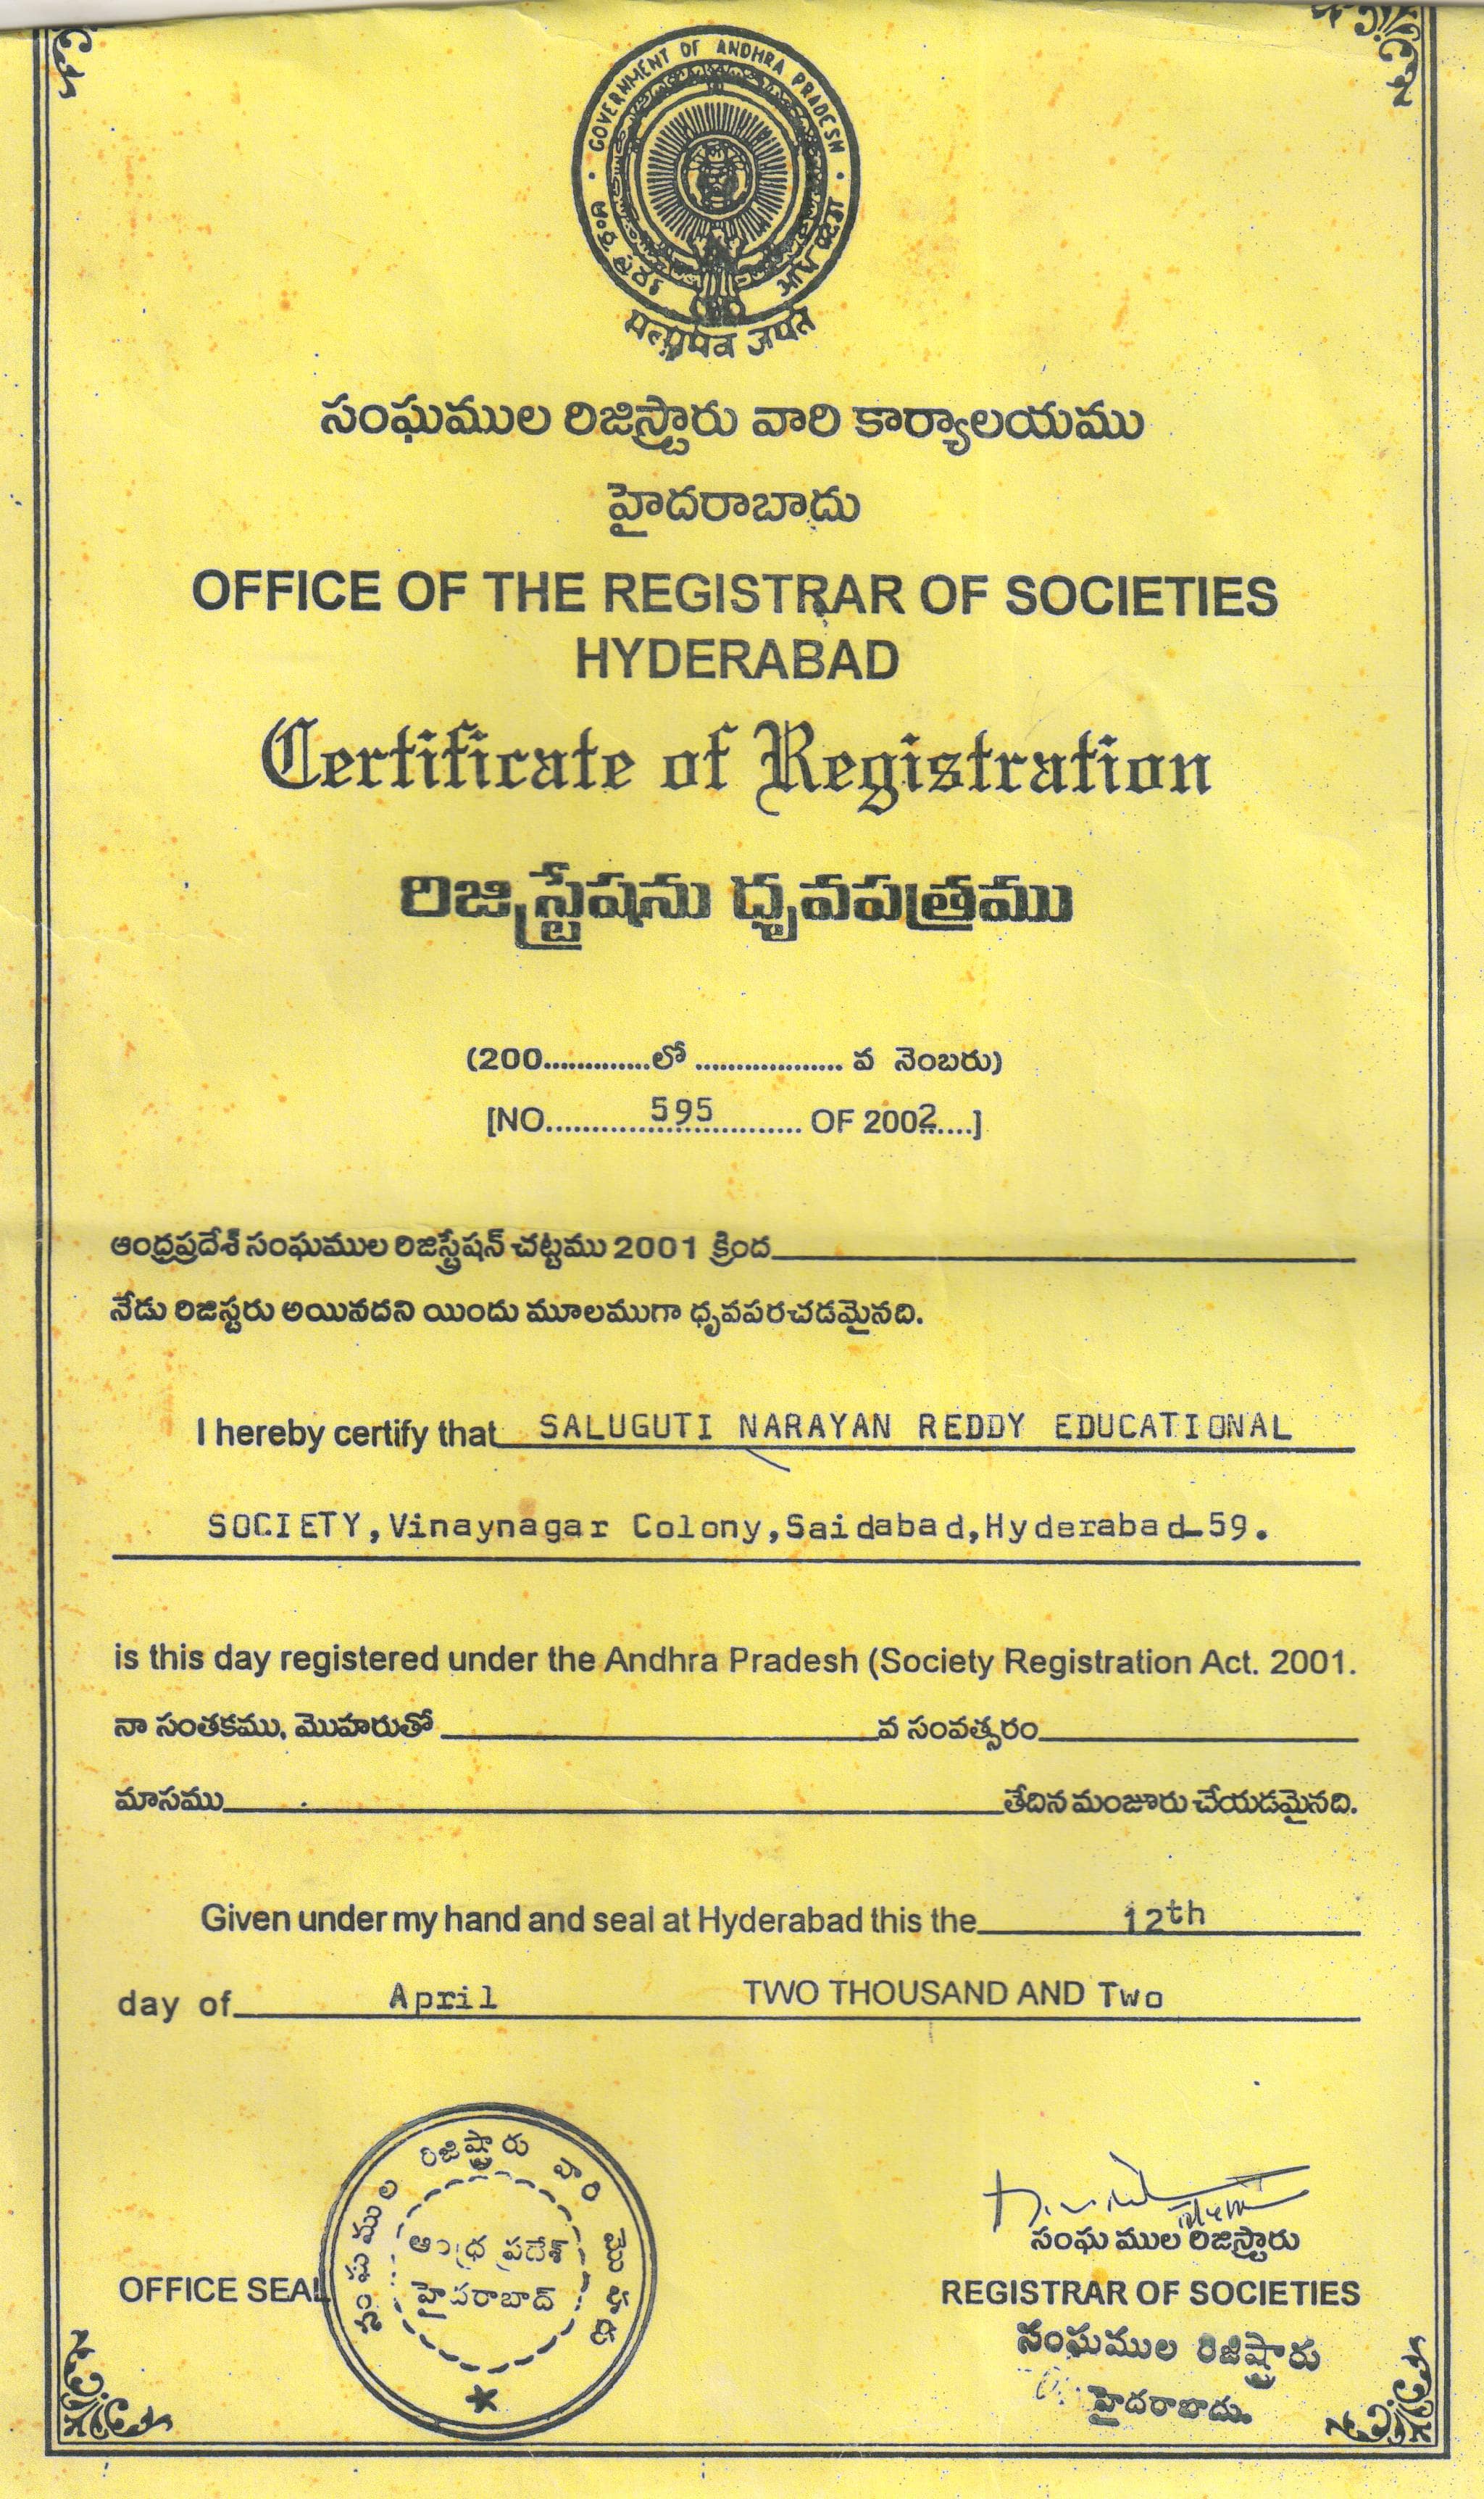 GOVERNMENT OF ANDHRA PRADESH
सत्यमेव जयते
సంఘముల రిజిస్ట్రారు వారి కార్యాలయము
హైదరాబాదు
OFFICE OF THE REGISTRAR OF SOCIETIES
HYDERABAD
Certificate of Registration
రిజిస్ట్రేషను ధృవపత్రము
(200.............లో .................. వ నెంబరు)
[NO.............595........... OF 2002......]
ఆంధ్రప్రదేశ్ సంఘముల రిజిస్ట్రేషన్ చట్టము 2001 క్రింద
నేడు రిజిస్టరు అయినదని యిందు మూలముగా ధృవపరచడమైనది.
I hereby certify that SALUGUTI NARAYAN REDDY EDUCATIONAL
SOCIETY,Vinaynagar Colony,Saidabad,Hyderabad-59.
is this day registered under the Andhra Pradesh (Society Registration Act. 2001.
నా సంతకము, మొహరుతో వ సంవత్సరం
మాసము తేదిన మంజూరు చేయడమైనది.
Given under my hand and seal at Hyderabad this the 12th
day of April TWO THOUSAND AND Two
సంఘముల రిజిష్ట్రారు వారి
ఆంధ్ర ప్రదేశ్
హైదరాబాద్
OFFICE SEAL
సంఘ ముల రిజిస్ట్రారు
REGISTRAR OF SOCIETIES
సంఘముల రిజిష్ట్రారు
హైదరాబాదు.